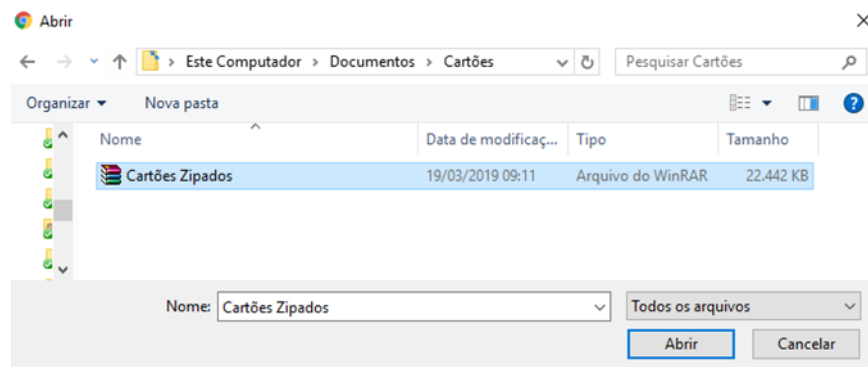 Abrir
Este Computador > Documentos > Cartões
Pesquisar Cartões
Organizar
Nova pasta
?
Nome
Data de modificaç...
Tipo
Tamanho
Cartões Zipados
19/03/2019 09:11
Arquivo do WinRAR
22.442 KB
Nome: Cartões Zipados
Todos os arquivos
Abrir
Cancelar